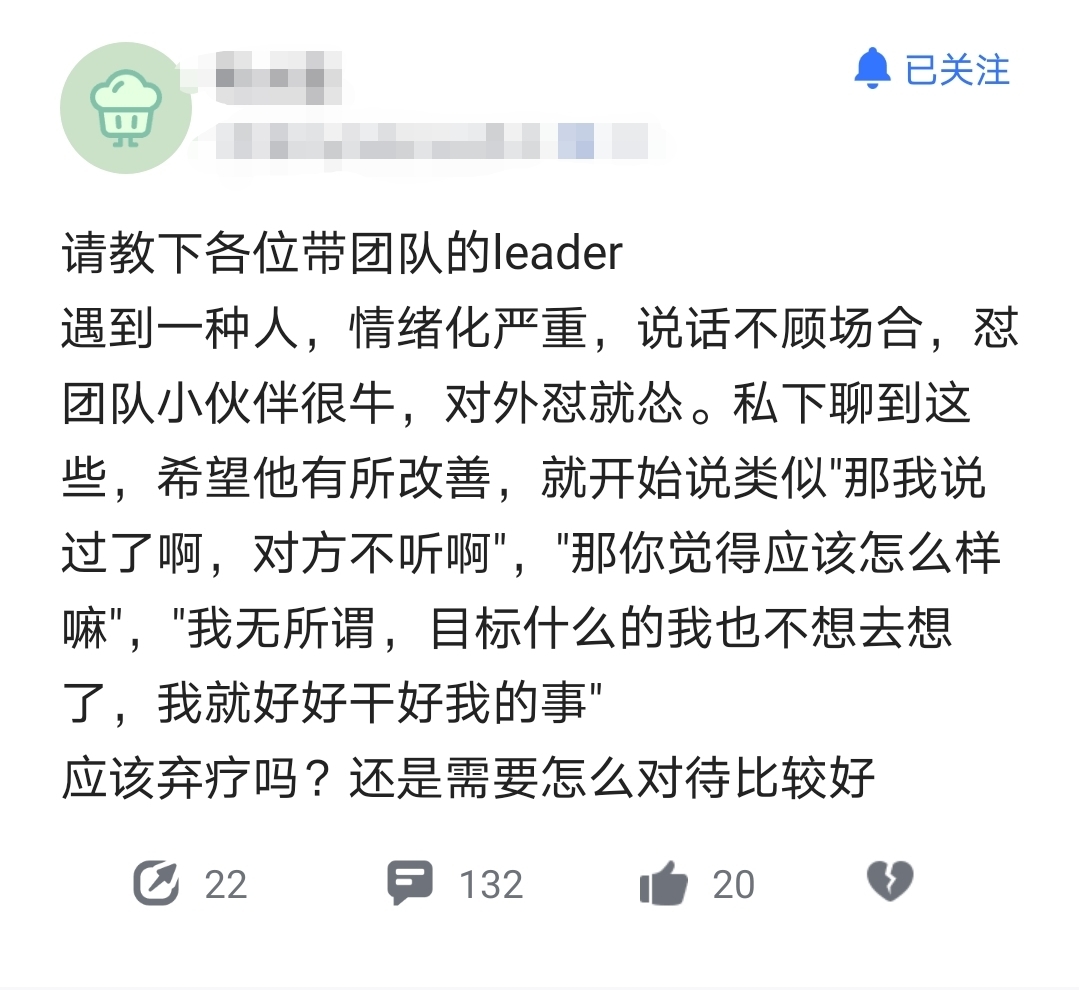 已关注
请教下各位带团队的leader
遇到一种人，情绪化严重，说话不顾场合，怼
团队小伙伴很牛，对外怼就怂。私下聊到这
些，希望他有所改善，就开始说类似"那我说
过了啊，对方不听啊"，"那你觉得应该怎么样
嘛"，"我无所谓，目标什么的我也不想去想
了，我就好好干好我的事"
应该弃疗吗？还是需要怎么对待比较好
22 132 20